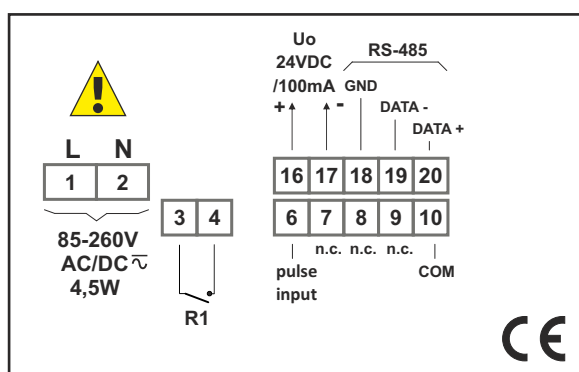 Uo
24VDC
/100mA
+ -
RS-485
GND
DATA -
DATA +
L N
1 2
85-260V
AC/DC
4,5W
3 4
R1
16 17 18 19 20
6 7 8 9 10
n.c. n.c. n.c.
pulse
input
COM
CE